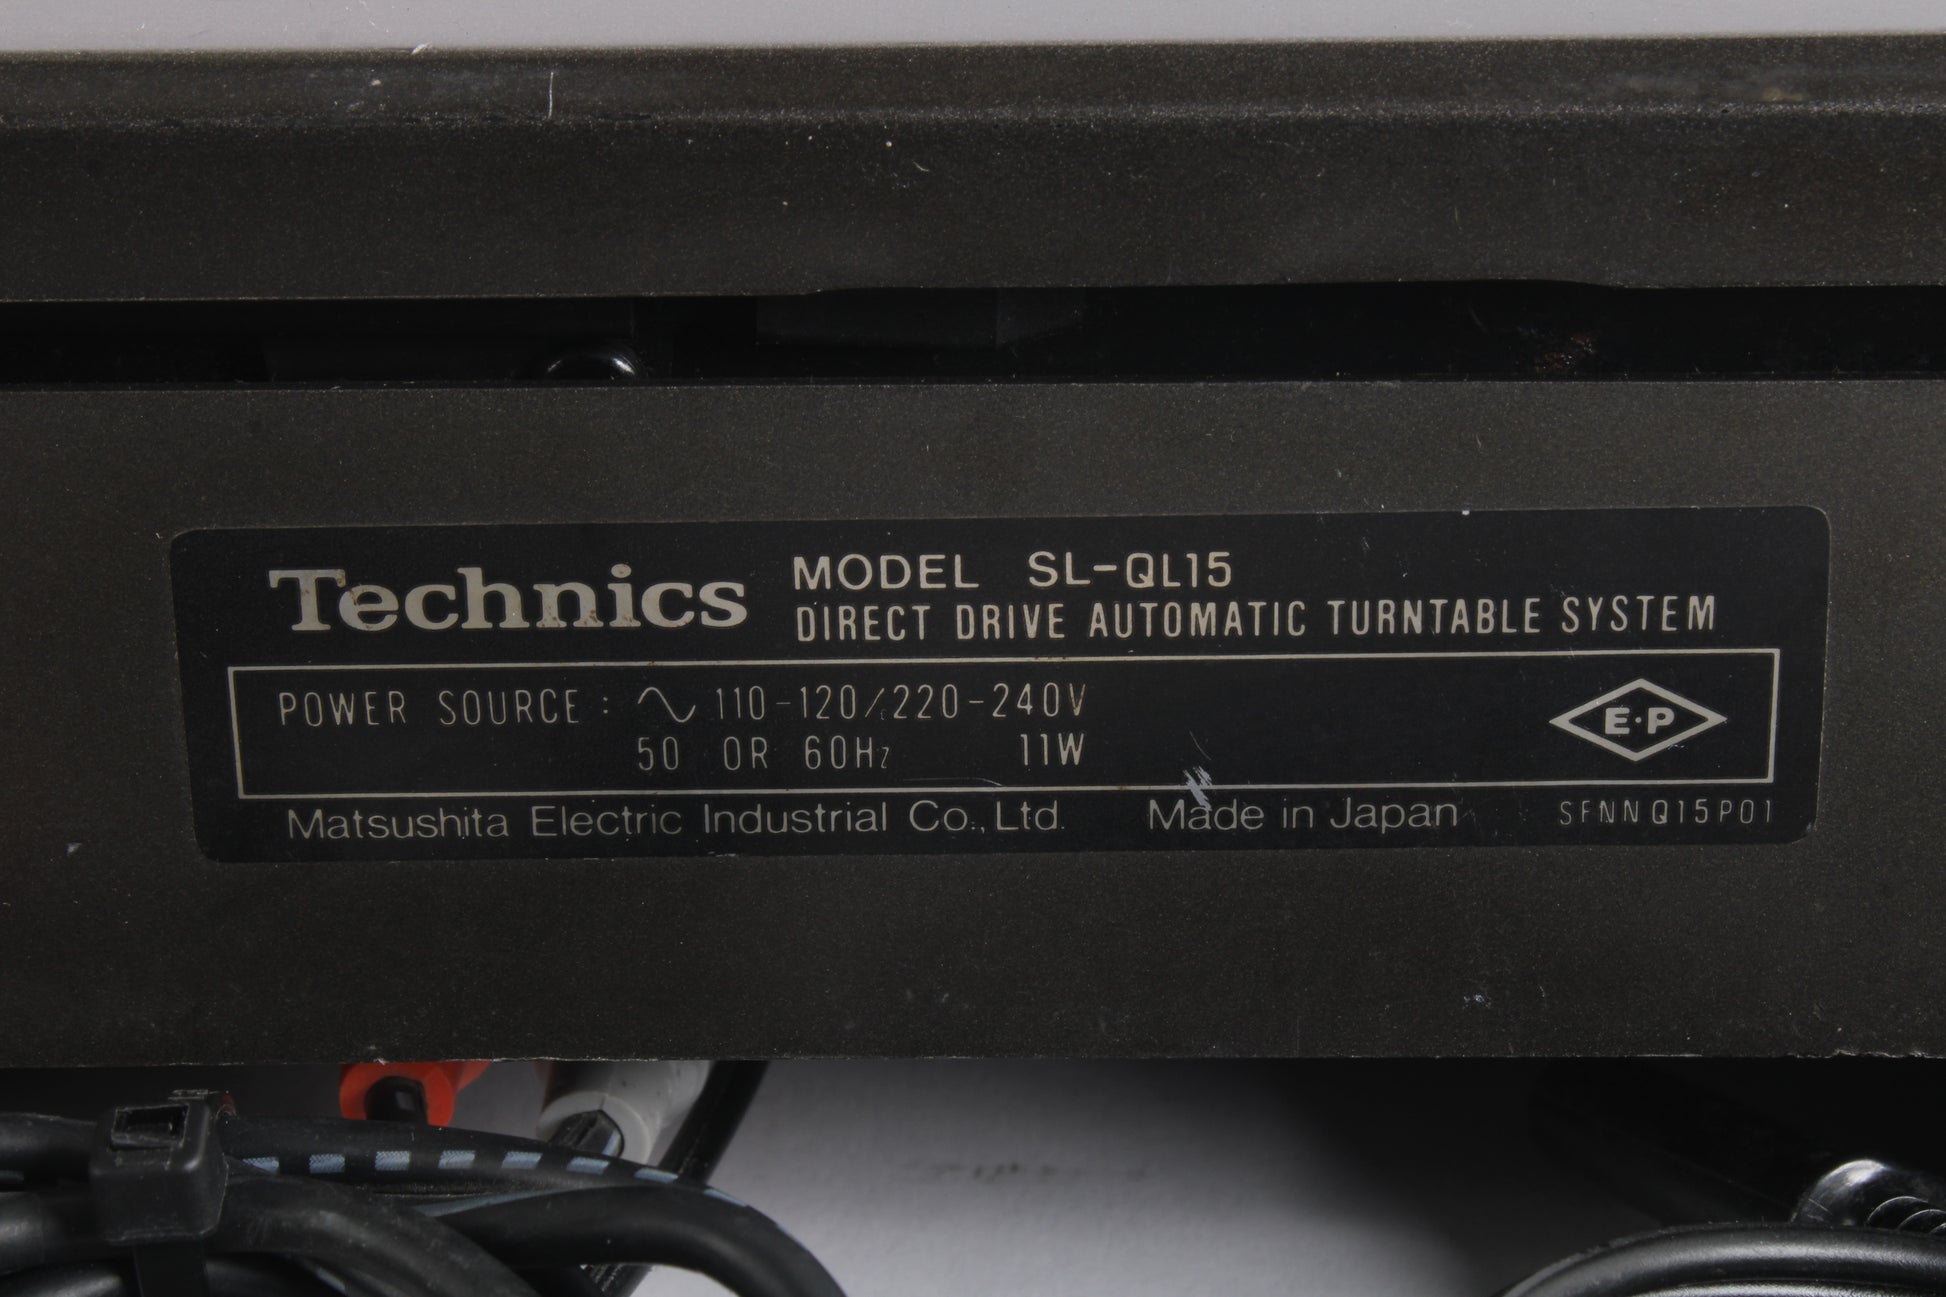 Technics MODEL SL-QL15
DIRECT DRIVE AUTOMATIC TURNTABLE SYSTEM
POWER SOURCE: ∿ 110-120/220-240V
50 OR 60Hz 11W
E·P
Matsushita Electric Industrial Co., Ltd. Made in Japan SFNNQ15P01